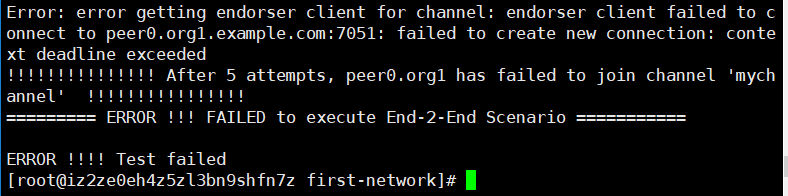 Error: error getting endorser client for channel: endorser client failed to c
onnect to peer0.org1.example.com:7051: failed to create new connection: conte
xt deadline exceeded
!!!!!!!!!!!!!!! After 5 attempts, peer0.org1 has failed to join channel 'mych
annel'  !!!!!!!!!!!!!!!!
========= ERROR !!! FAILED to execute End-2-End Scenario ===========
ERROR !!!! Test failed
[root@iz2ze0eh4z5zl3bn9shfn7z first-network]#